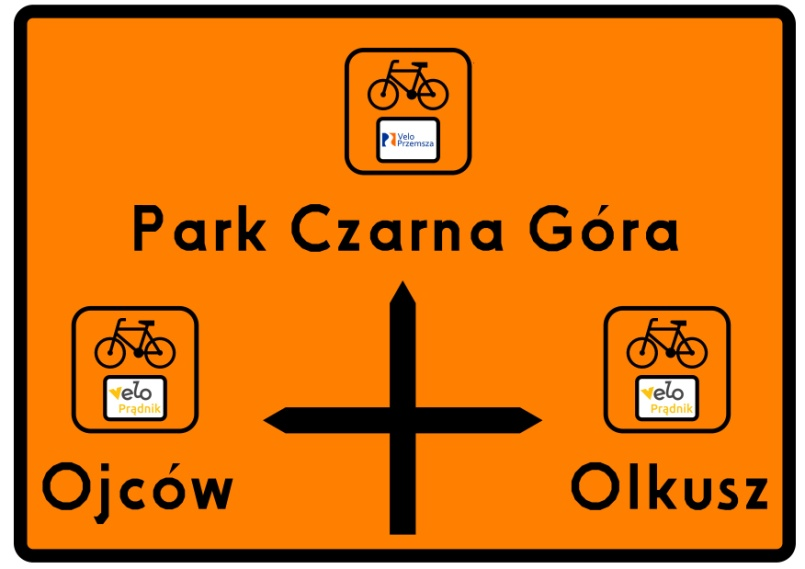 Velo
Przemsza
Park Czarna Góra
velo
Prądnik
velo
Prądnik
Ojców
Olkusz